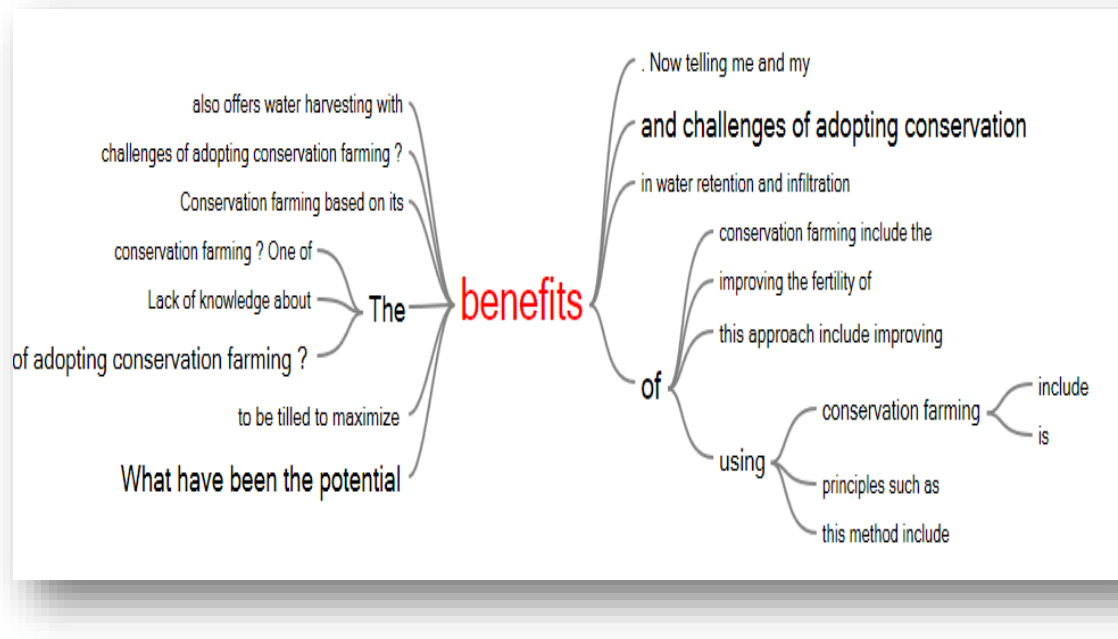 also offers water harvesting with
challenges of adopting conservation farming ?
Conservation farming based on its
conservation farming ? One of
Lack of knowledge about
of adopting conservation farming ?
The
to be tilled to maximize
What have been the potential
benefits
. Now telling me and my
and challenges of adopting conservation
in water retention and infiltration
of
conservation farming include the
improving the fertility of
this approach include improving
using
conservation farming
include
is
principles such as
this method include